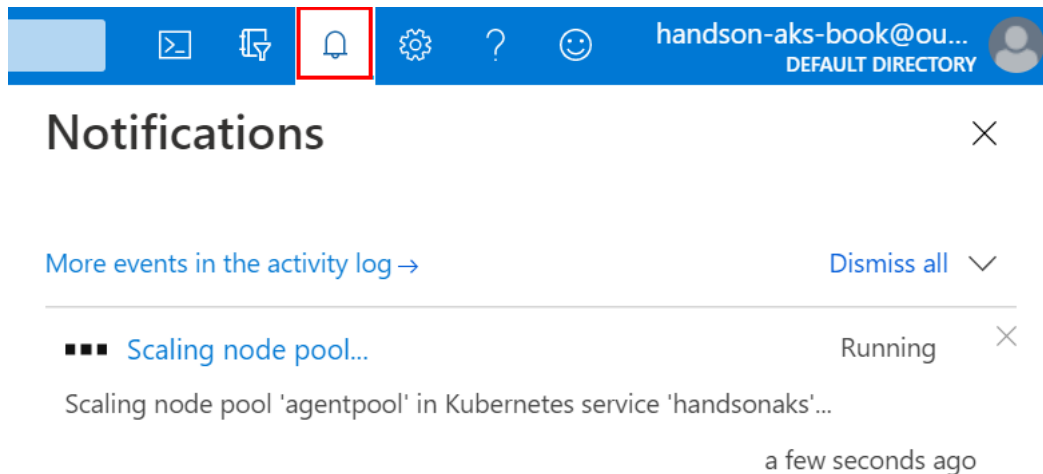 handson-aks-book@ou...
DEFAULT DIRECTORY
Notifications
More events in the activity log → Dismiss all
Scaling node pool... Running
Scaling node pool 'agentpool' in Kubernetes service 'handsonaks'...
a few seconds ago